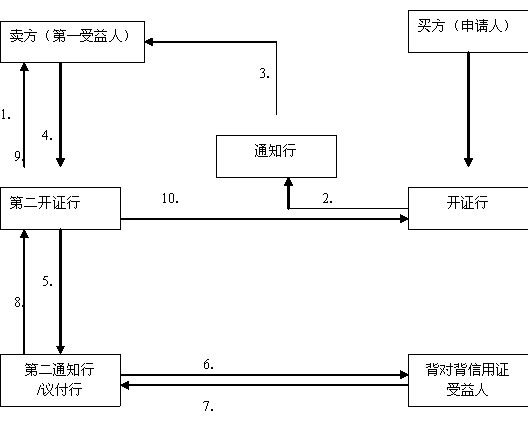 卖方（第一受益人）
买方（申请人）
3.
1.
4.
通知行
9.
第二开证行
10.
2.
开证行
5.
8.
第二通知行
/议付行
6.
背对背信用证
受益人
7.